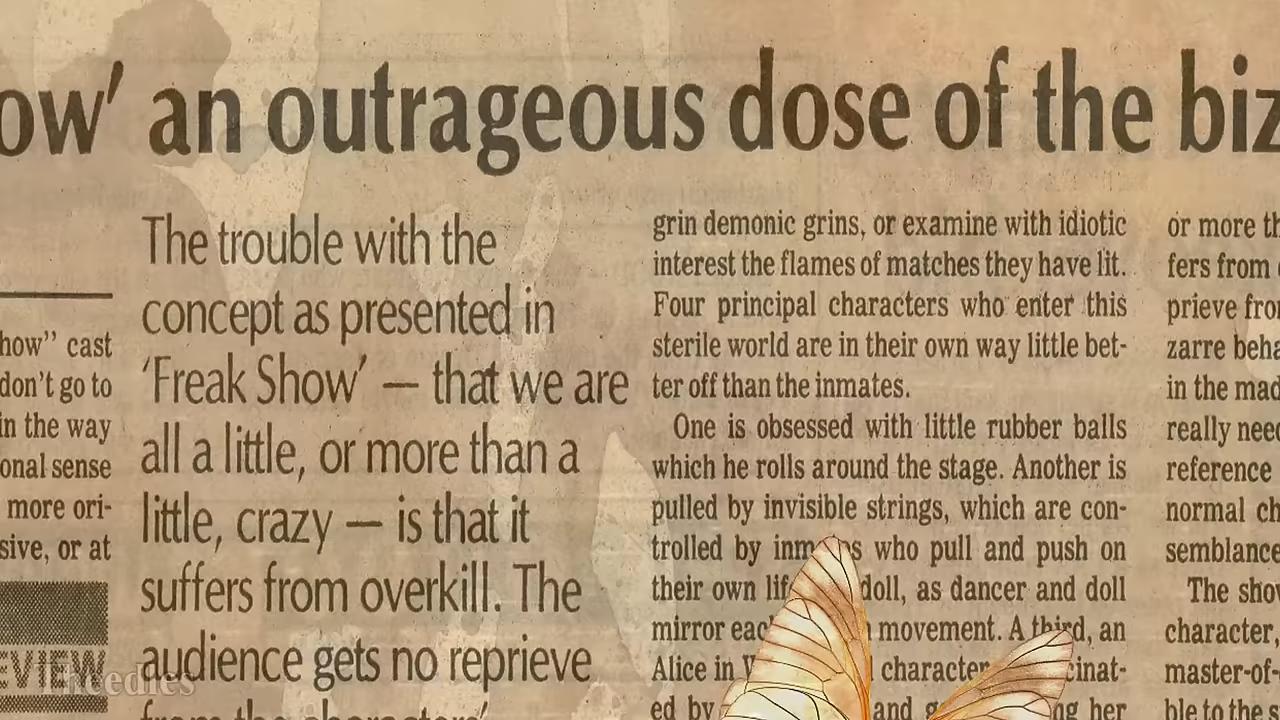 ow' an outrageous dose of the biz
how" cast
don't go to
in the way
onal sense
more ori-
sive, or at
EVIEW
The trouble with the
concept as presented in
'Freak Show' — that we are
all a little, or more than a
little, crazy — is that it
suffers from overkill. The
audience gets no reprieve
from the characters'
grin demonic grins, or examine with idiotic
interest the flames of matches they have lit.
Four principal characters who enter this
sterile world are in their own way little bet-
ter off than the inmates.
One is obsessed with little rubber balls
which he rolls around the stage. Another is
pulled by invisible strings, which are con-
trolled by inmates who pull and push on
their own life doll, as dancer and doll
mirror each movement. A third, an
Alice in character
ed by and
or more th
fers from
prieve fro
zarre beha
in the mad
really need
reference
normal ch
semblance
The show
character,
master-of-
ble to the s